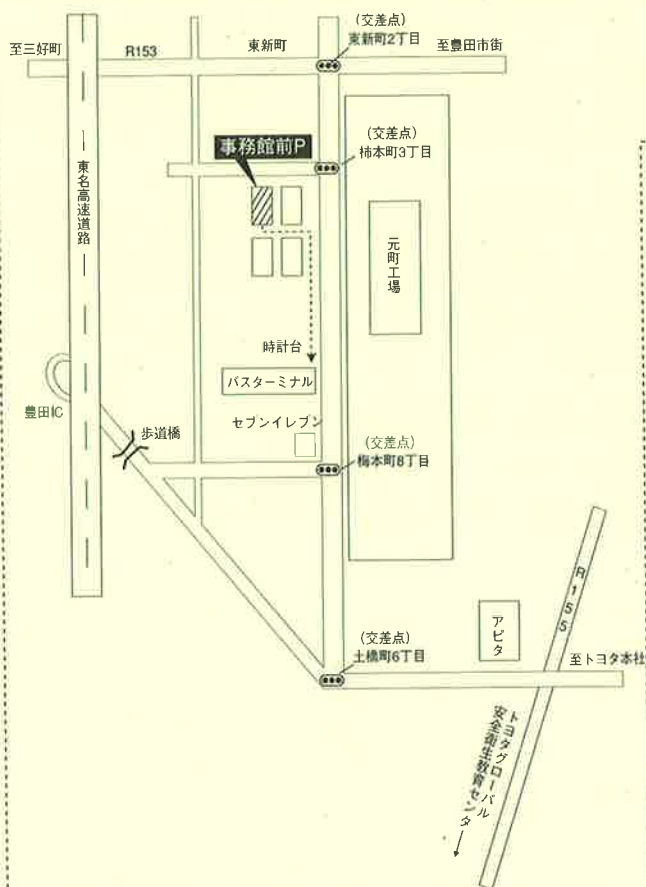 (交差点)
東新町2丁目
至三好町
R153
東新町
至豊田市街
事務館前P
(交差点)
柿本町3丁目
東名高速道路
元町工場
時計台
バスターミナル
豊田IC
セブンイレブン
歩道橋
(交差点)
梅本町8丁目
R155
アピタ
(交差点)
土橋町6丁目
至トヨタ本社
トヨタグローバル
安全衛生教育センター